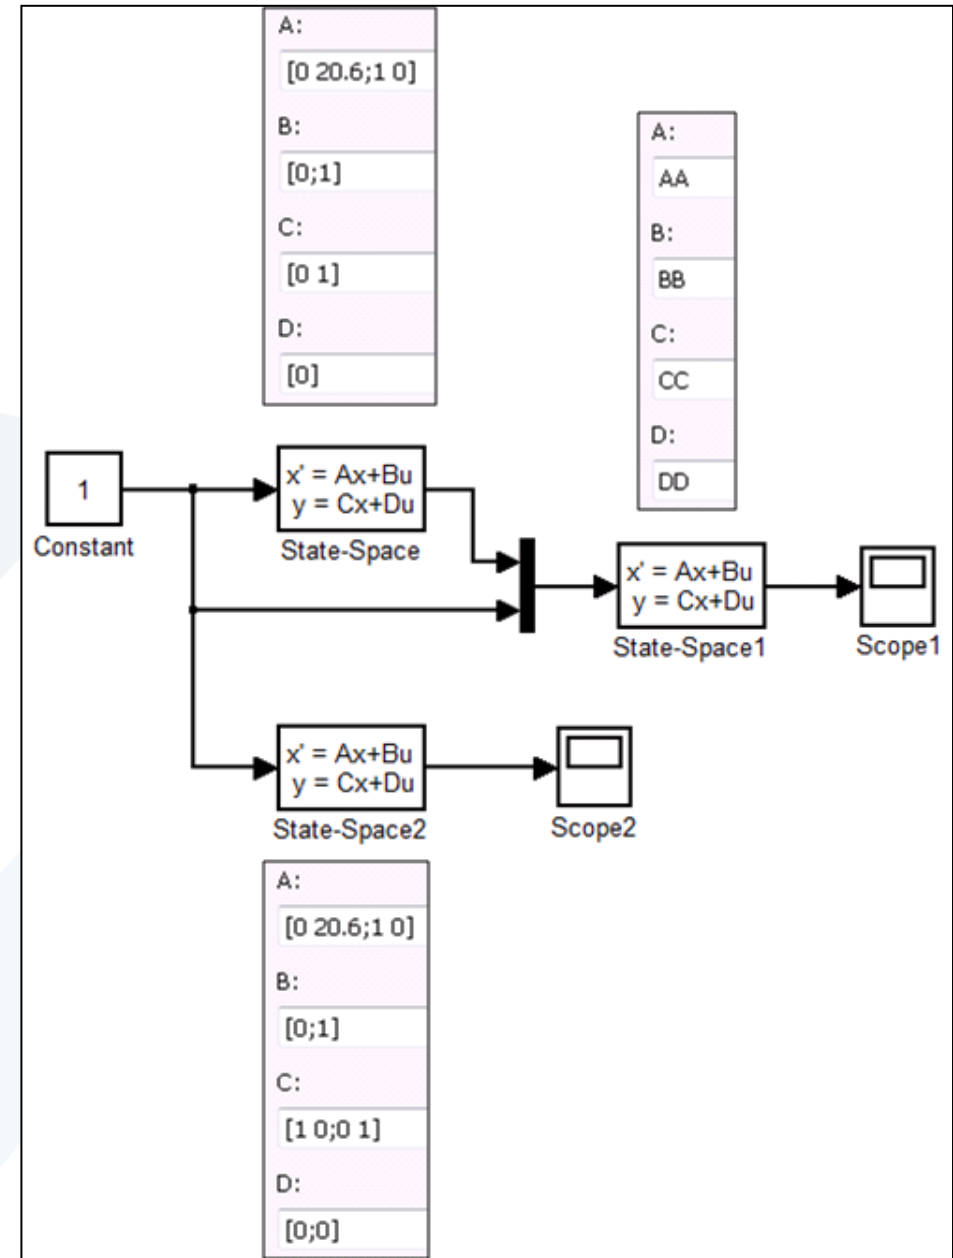 A:
[0 20.6;1 0]
B:
[0;1]
C:
[0 1]
D:
[0]
A:
AA
B:
BB
C:
CC
D:
DD
1
Constant
x' = Ax+Bu
y = Cx+Du
State-Space
x' = Ax+Bu
y = Cx+Du
State-Space1
Scope1
x' = Ax+Bu
y = Cx+Du
State-Space2
Scope2
A:
[0 20.6;1 0]
B:
[0;1]
C:
[1 0;0 1]
D:
[0;0]